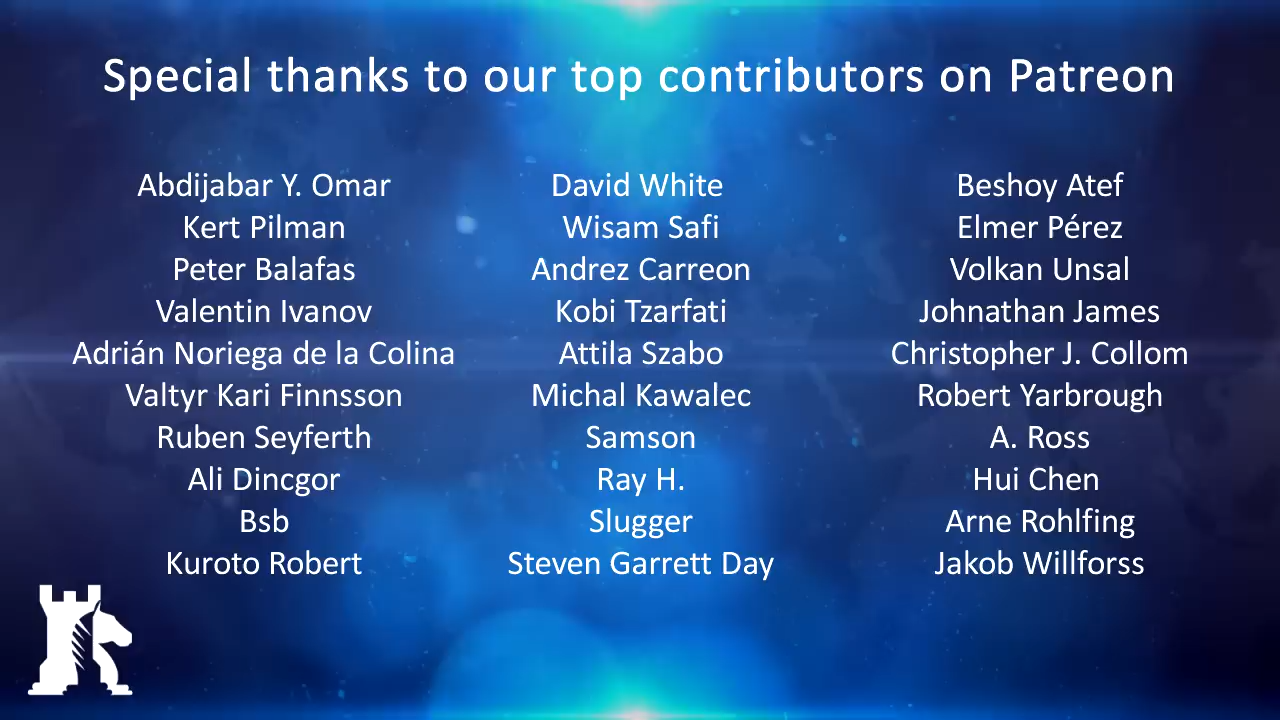 Special thanks to our top contributors on Patreon
Abdijabar Y. Omar
Kert Pilman
Peter Balafas
Valentin Ivanov
Adrián Noriega de la Colina
Valtyr Kari Finnsson
Ruben Seyferth
Ali Dincgor
Bsb
Kuroto Robert
David White
Wisam Safi
Andrez Carreon
Kobi Tzarfati
Attila Szabo
Michal Kawalec
Samson
Ray H.
Slugger
Steven Garrett Day
Beshoy Atef
Elmer Pérez
Volkan Unsal
Johnathan James
Christopher J. Collom
Robert Yarbrough
A. Ross
Hui Chen
Arne Rohlfing
Jakob Willforss